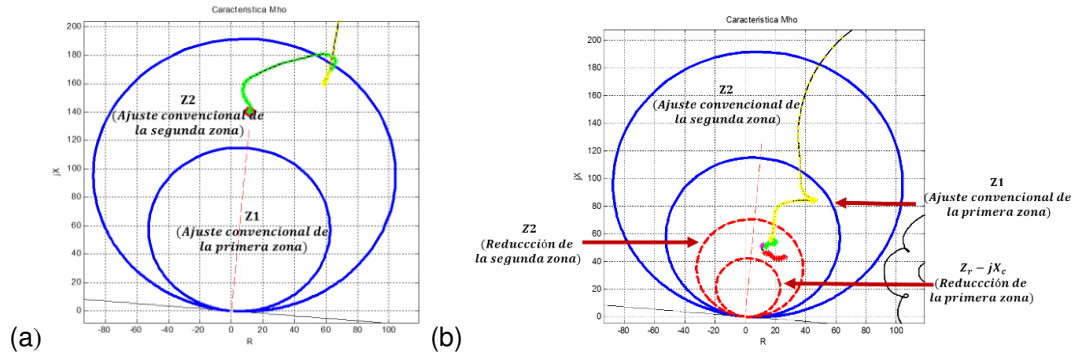 (a)
Caracteristica Mho
200
180
160
140
120
100
80
60
40
20
0
jX
-80 -60 -40 -20 0 20 40 60 80 100
R
Z2
(Ajuste convencional de
la segunda zona)
Z1
(Ajuste convencional de
la primera zona)
(b)
Caracteristica Mho
200
180
160
140
120
100
80
60
40
20
0
jX
-80 -60 -40 -20 0 20 40 60 80 100
R
Z2
(Ajuste convencional de
la segunda zona)
Z1
(Ajuste convencional de
la primera zona)
Z2
(Reduccción de
la segunda zona)
Zr − jXc
(Reduccción de
la primera zona)